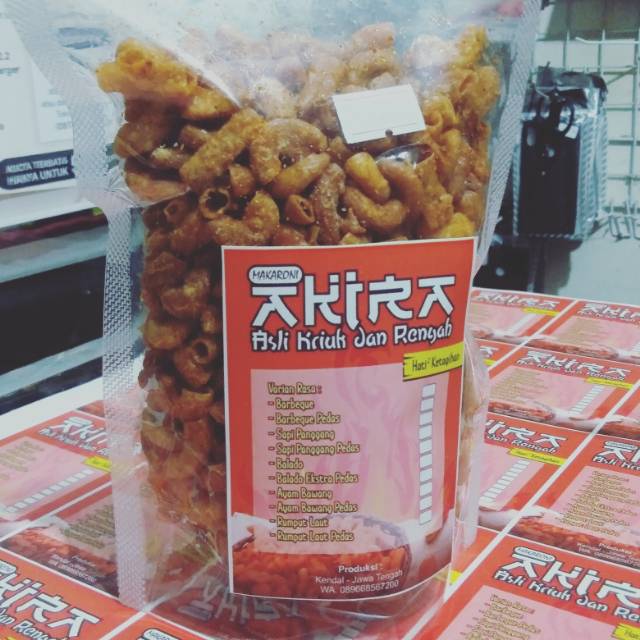 MAKARONI
AKIRA
Asli Kriuk dan Rengah
Hati² Ketagihan
Varian Rasa :
- Barbeque
- Barbeque Pedas
- Sapi Panggang
- Sapi Panggang Pedas
- Balado
- Balado Ekstra Pedas
- Ayam Bawang
- Ayam Bawang Pedas
- Rumput Laut
- Rumput Laut Pedas
Produksi :
Kendal - Jawa Tengah
WA. 089668567200